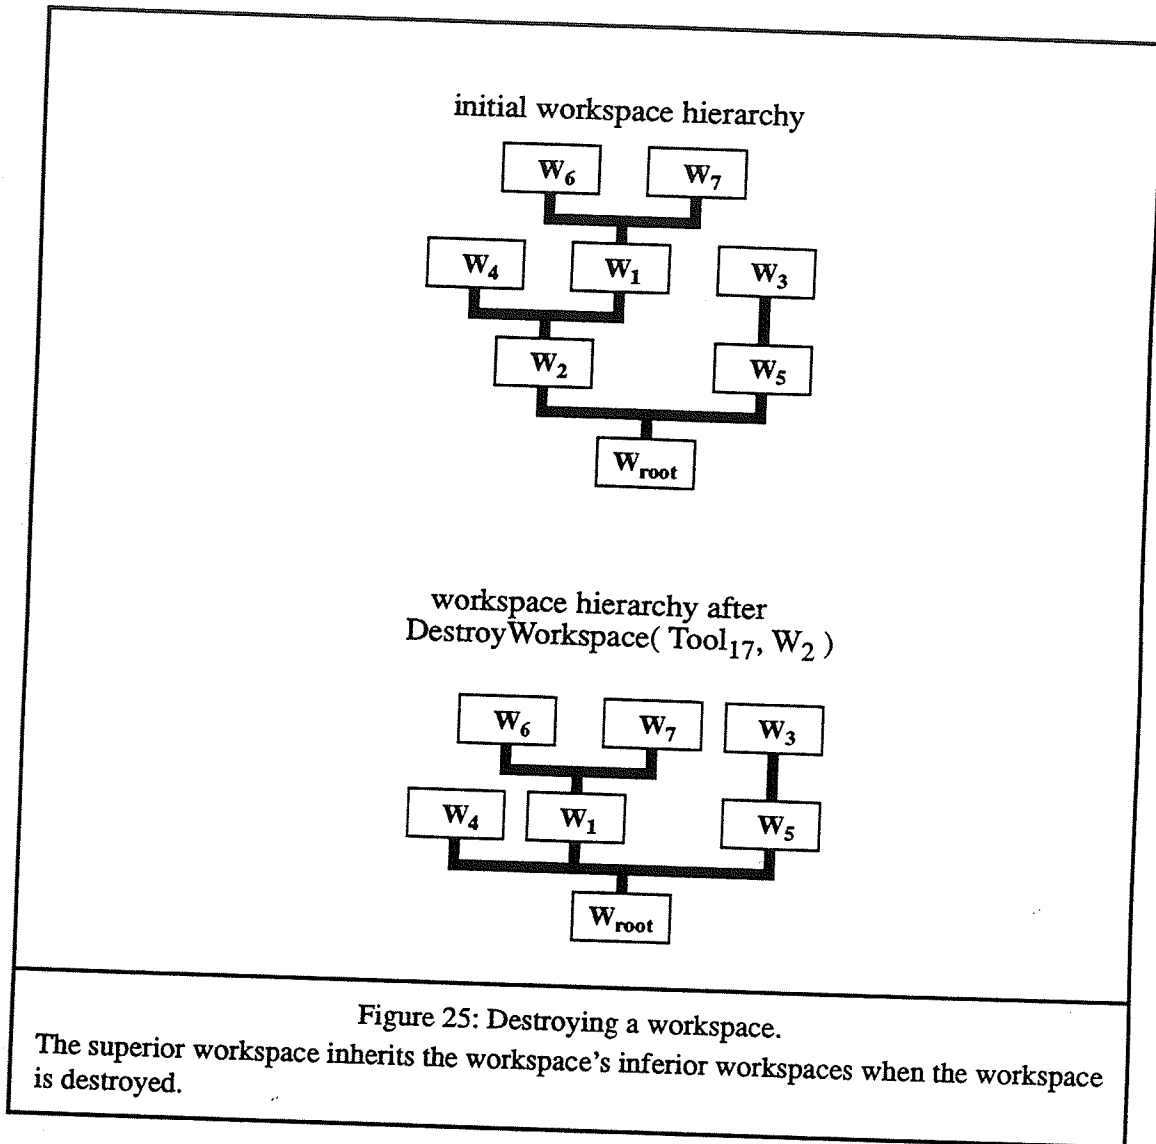 initial workspace hierarchy
W6 W7
W4 W1 W3
W2 W5
Wroot
workspace hierarchy after
DestroyWorkspace( Tool17, W2 )
W6 W7 W3
W4 W1 W5
Wroot
Figure 25: Destroying a workspace.
The superior workspace inherits the workspace's inferior workspaces when the workspace
is destroyed.